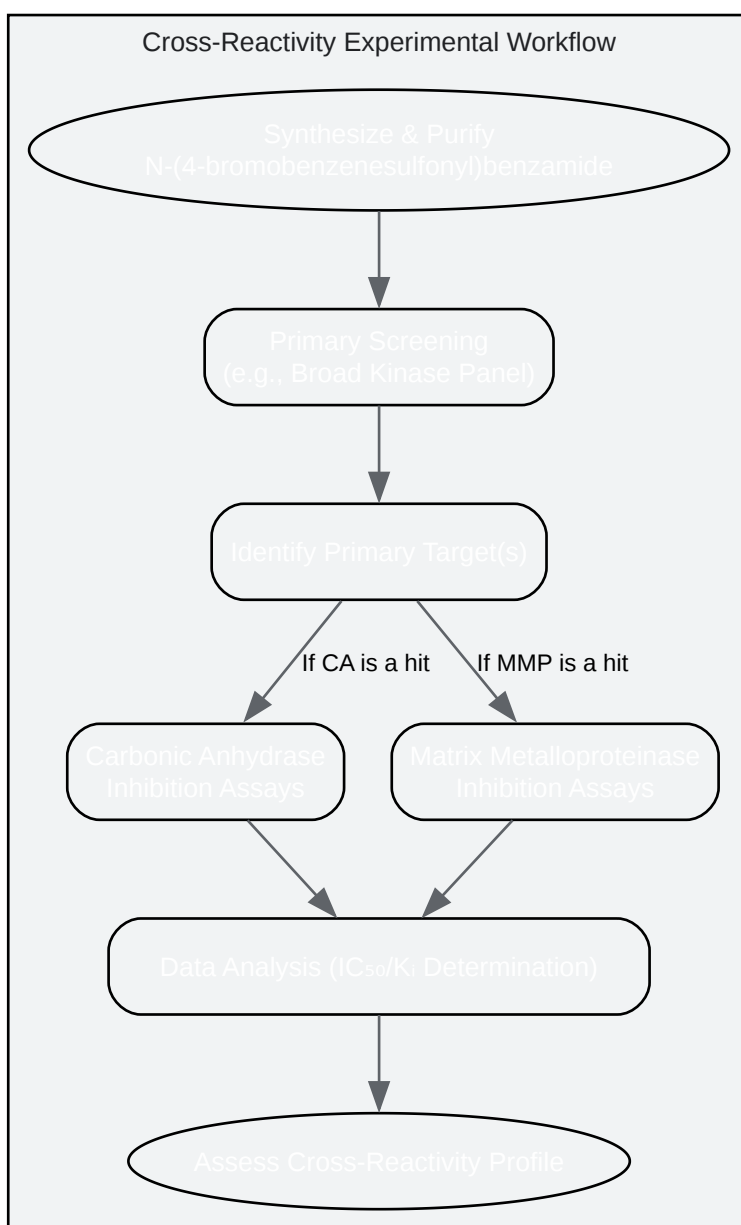 Cross-Reactivity Experimental Workflow
Synthesize & Purify
N-(4-bromobenzenesulfonyl)benzamide
Primary Screening
(e.g., Broad Kinase Panel)
Identify Primary Target(s)
If CA is a hit
If MMP is a hit
Carbonic Anhydrase
Inhibition Assays
Matrix Metalloproteinase
Inhibition Assays
Data Analysis (IC₅₀/Kᵢ Determination)
Assess Cross-Reactivity Profile